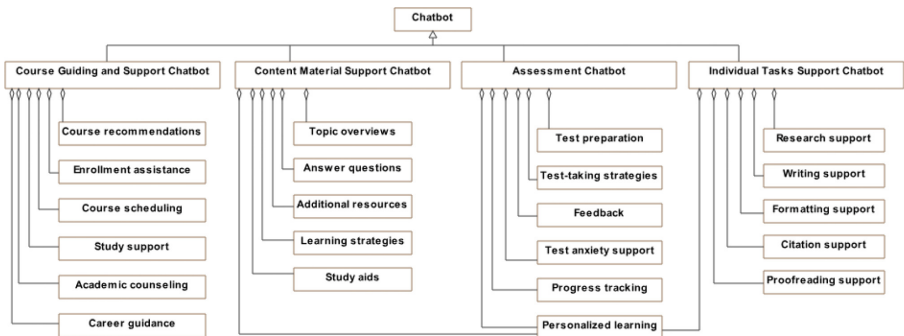 Chatbot
Course Guiding and Support Chatbot
Content Material Support Chatbot
Assessment Chatbot
Individual Tasks Support Chatbot
Course recommendations
Enrollment assistance
Course scheduling
Study support
Academic counseling
Career guidance
Topic overviews
Answer questions
Additional resources
Learning strategies
Study aids
Test preparation
Test-taking strategies
Feedback
Test anxiety support
Progress tracking
Personalized learning
Research support
Writing support
Formatting support
Citation support
Proofreading support